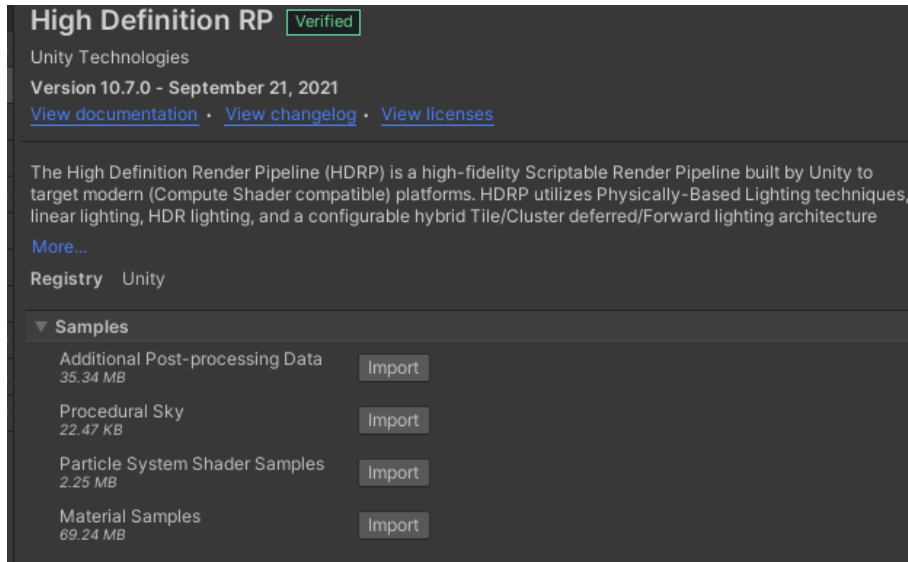 High Definition RP Verified
Unity Technologies
Version 10.7.0 - September 21, 2021
View documentation • View changelog • View licenses
The High Definition Render Pipeline (HDRP) is a high-fidelity Scriptable Render Pipeline built by Unity to
target modern (Compute Shader compatible) platforms. HDRP utilizes Physically-Based Lighting techniques,
linear lighting, HDR lighting, and a configurable hybrid Tile/Cluster deferred/Forward lighting architecture
More...
Registry Unity
Samples
Additional Post-processing Data Import
35.34 MB
Procedural Sky Import
22.47 KB
Particle System Shader Samples Import
2.25 MB
Material Samples Import
69.24 MB